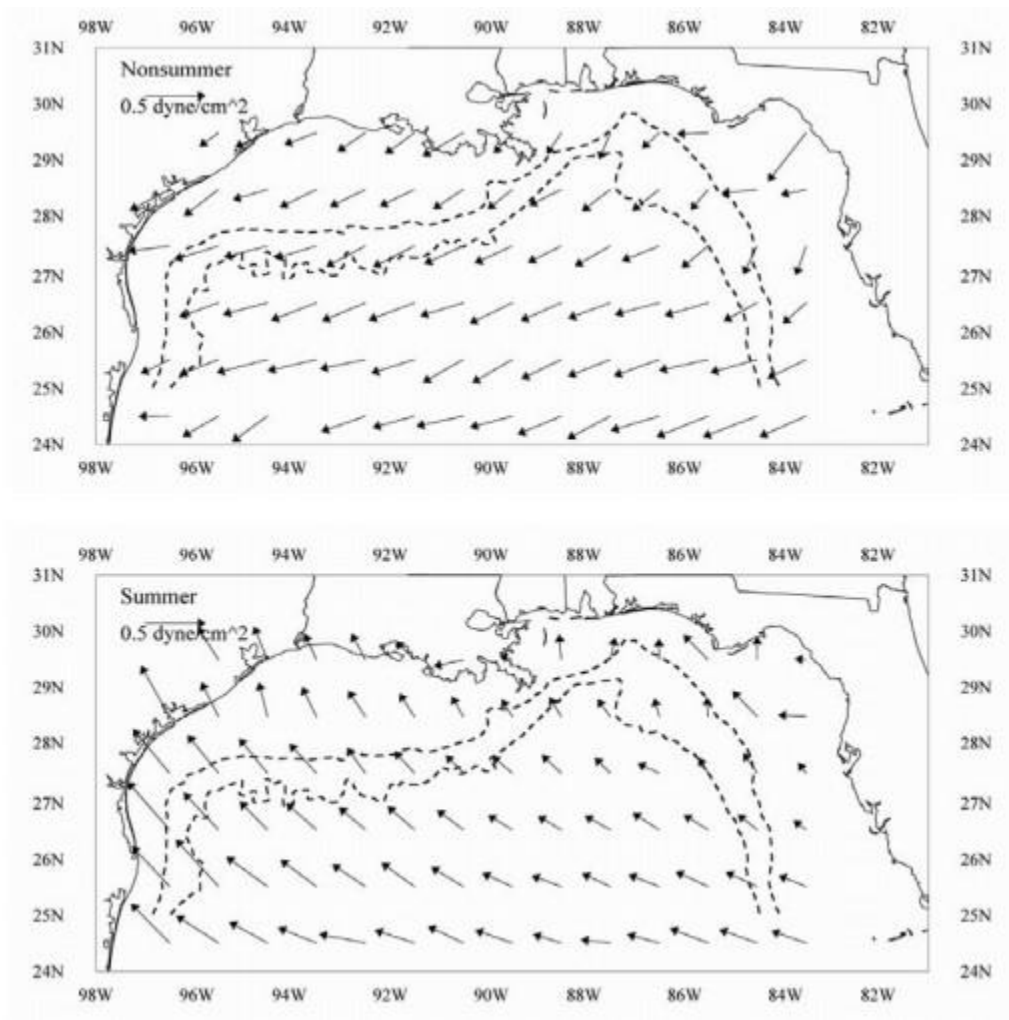 98W 96W 94W 92W 90W 88W 86W 84W 82W
31N 31N
Nonsummer
30N 0.5 dyne/cm^2 30N
29N 29N
28N 28N
27N 27N
26N 26N
25N 25N
24N 24N
98W 96W 94W 92W 90W 88W 86W 84W 82W
98W 96W 94W 92W 90W 88W 86W 84W 82W
31N 31N
Summer
30N 0.5 dyne/cm^2 30N
29N 29N
28N 28N
27N 27N
26N 26N
25N 25N
24N 24N
98W 96W 94W 92W 90W 88W 86W 84W 82W